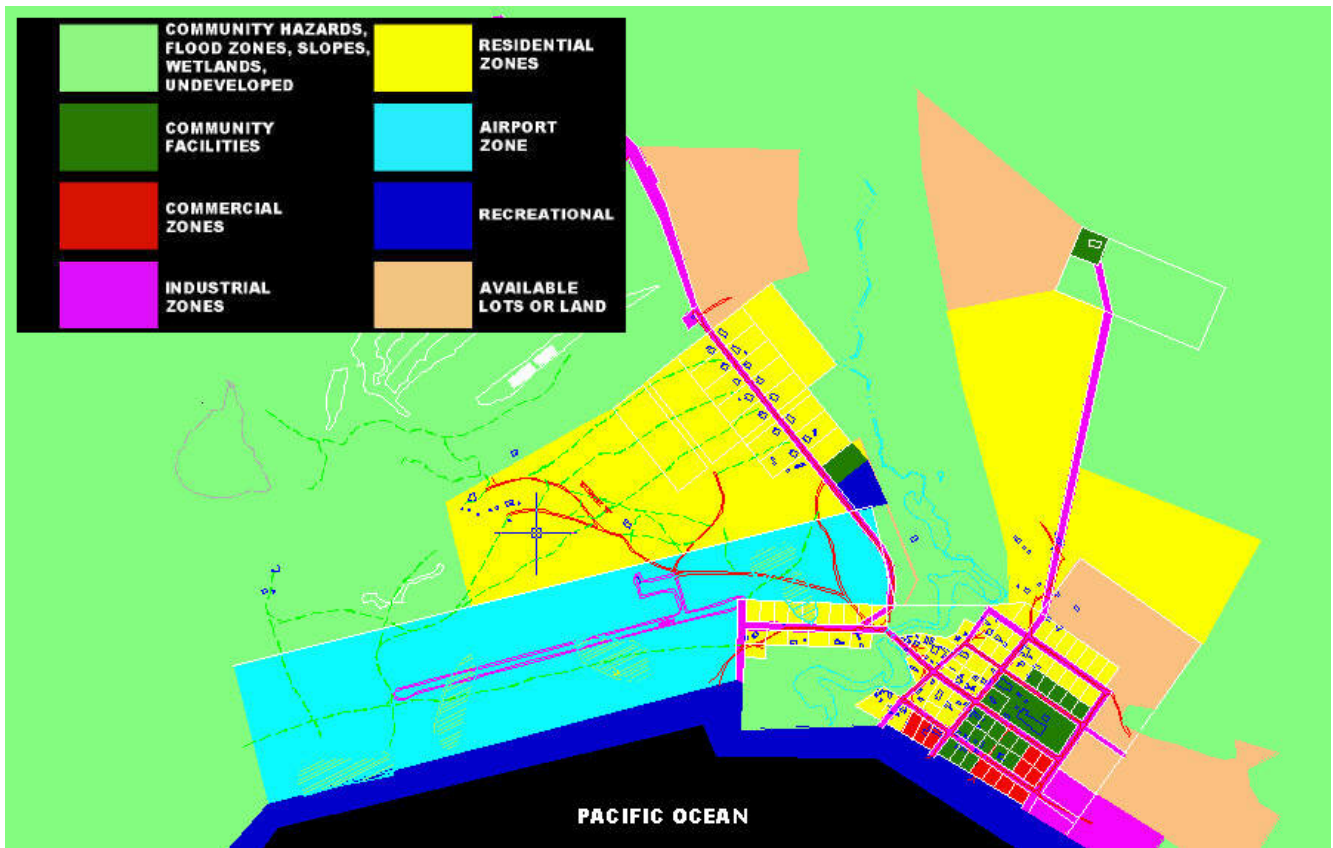 COMMUNITY HAZARDS,
FLOOD ZONES, SLOPES,
WETLANDS,
UNDEVELOPED
RESIDENTIAL
ZONES
COMMUNITY
FACILITIES
AIRPORT
ZONE
COMMERCIAL
ZONES
RECREATIONAL
INDUSTRIAL
ZONES
AVAILABLE
LOTS OR LAND
PACIFIC OCEAN